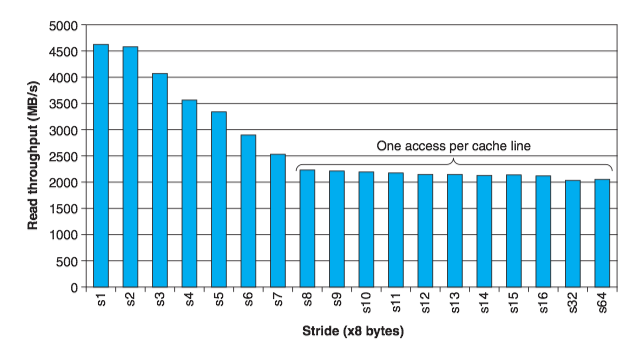 5000
4500
4000
3500
3000
2500
2000
1500
1000
500
0
Read throughput (MB/s)
One access per cache line
s1 s2 s3 s4 s5 s6 s7 s8 s9 s10 s11 s12 s13 s14 s15 s16 s32 s64
Stride (x8 bytes)